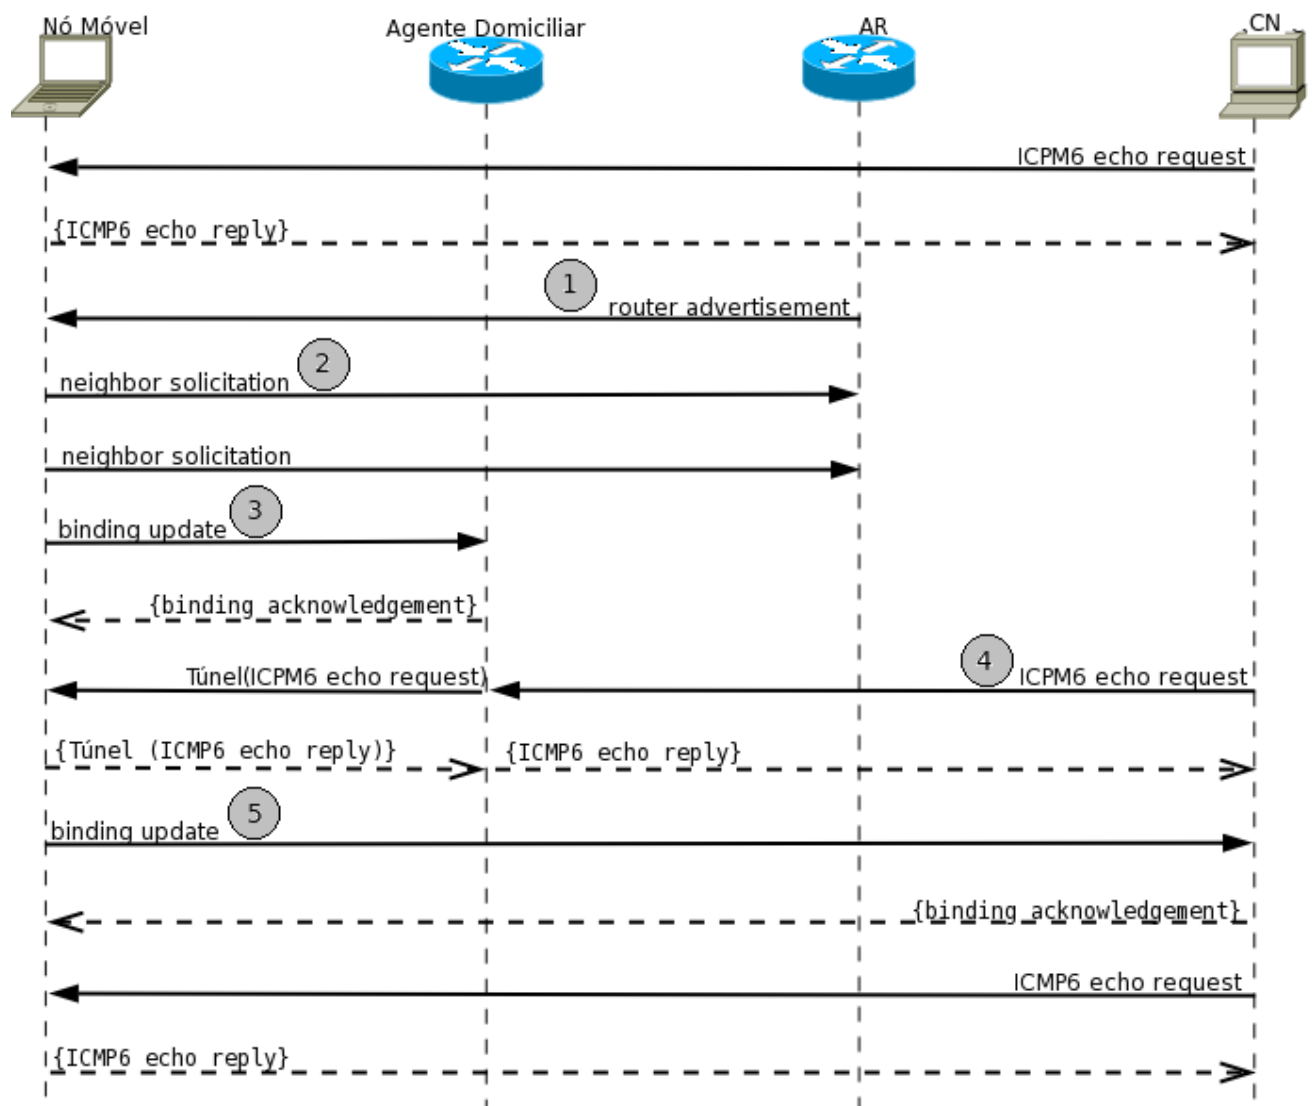 Nó Móvel
Agente Domiciliar
AR
CN
ICPM6 echo request
{ICMP6 echo reply}
1
router advertisement
2
neighbor solicitation
neighbor solicitation
3
binding update
{binding acknowledgement}
4
Túnel(ICPM6 echo request)
ICPM6 echo request
{Túnel (ICMP6 echo reply)}
{ICMP6 echo reply}
5
binding update
{binding acknowledgement}
ICMP6 echo request
{ICMP6 echo reply}